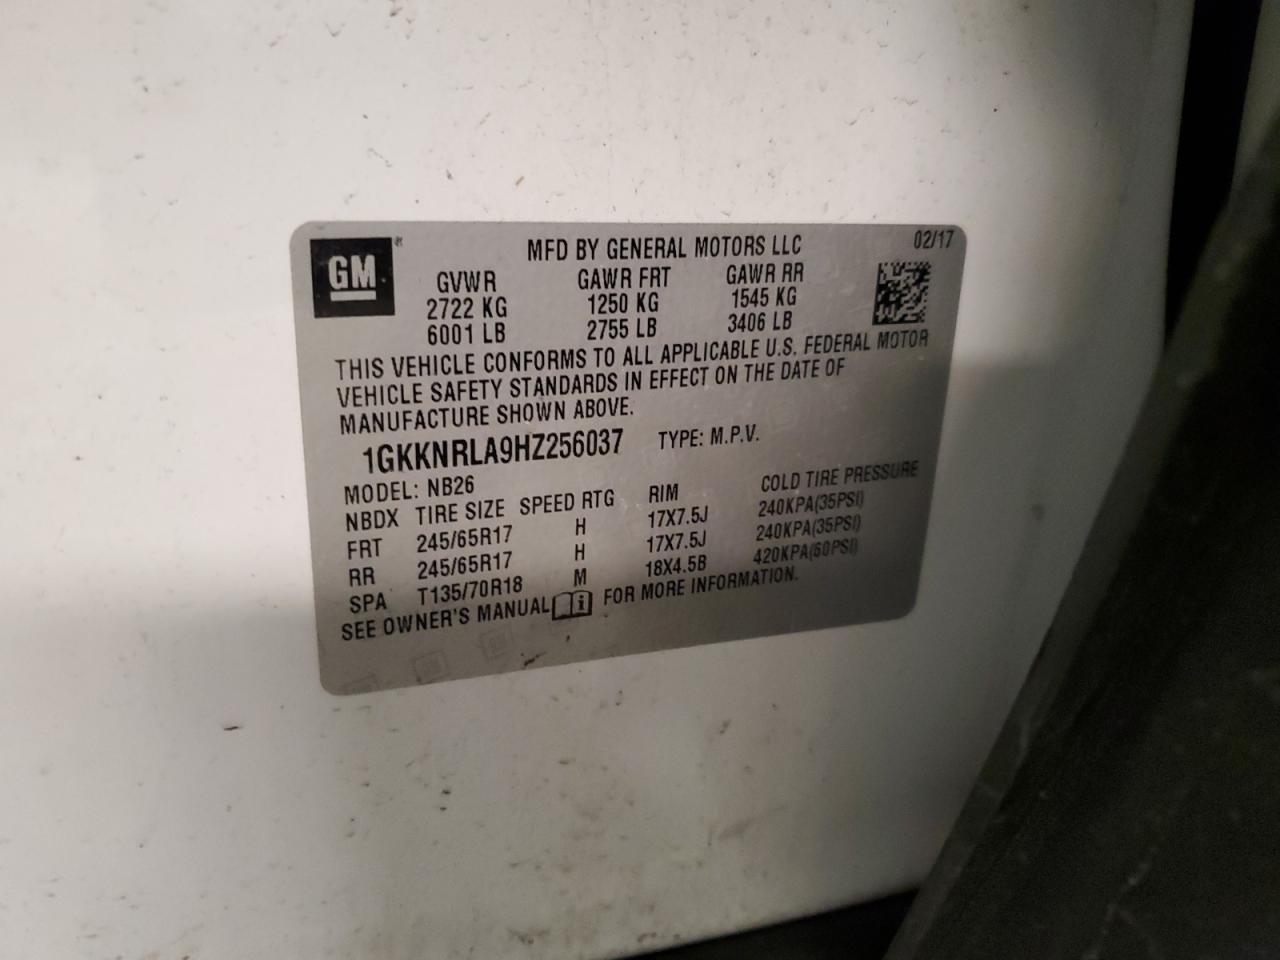 GM
MFD BY GENERAL MOTORS LLC 02/17
GVWR GAWR FRT GAWR RR
2722 KG 1250 KG 1545 KG
6001 LB 2755 LB 3406 LB
THIS VEHICLE CONFORMS TO ALL APPLICABLE U.S. FEDERAL MOTOR
VEHICLE SAFETY STANDARDS IN EFFECT ON THE DATE OF
MANUFACTURE SHOWN ABOVE.
1GKKNRLA9HZ256037 TYPE: M.P.V.
MODEL: NB26
NBDX TIRE SIZE SPEED RTG RIM COLD TIRE PRESSURE
FRT 245/65R17 H 17X7.5J 240KPA(35PSI)
RR 245/65R17 H 17X7.5J 240KPA(35PSI)
SPA T135/70R18 M 18X4.5B 420KPA(60PSI)
SEE OWNER'S MANUAL FOR MORE INFORMATION.